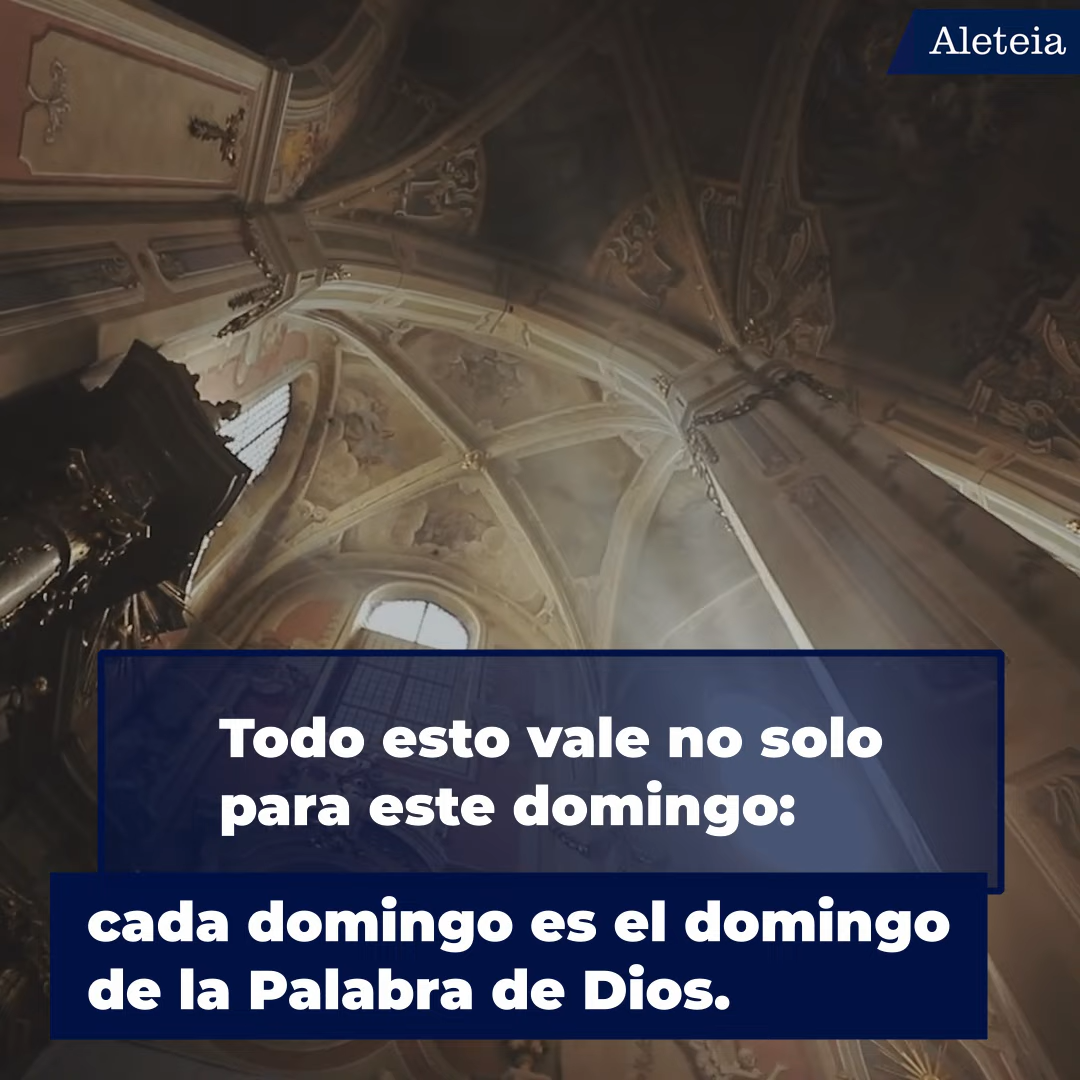 Aleteia
Todo esto vale no solo
para este domingo:
cada domingo es el domingo
de la Palabra de Dios.